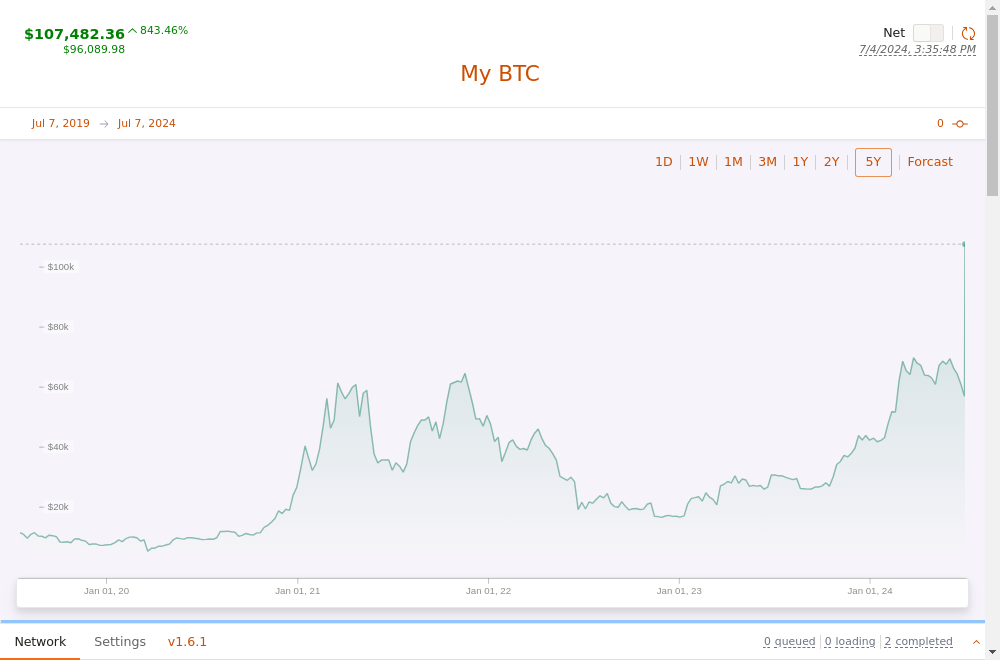 $107,482.36 843.46%
$96,089.98
Net
7/4/2024, 3:35:48 PM
My BTC
Jul 7, 2019 → Jul 7, 2024
0
1D 1W 1M 3M 1Y 2Y 5Y Forcast
$100k
$80k
$60k
$40k
$20k
Jan 01, 20 Jan 01, 21 Jan 01, 22 Jan 01, 23 Jan 01, 24
Network Settings v1.6.1 0 queued 0 loading 2 completed